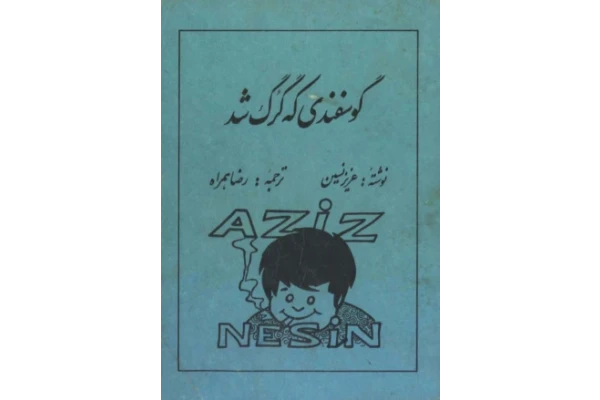 گوسفندی که گرگ شد
نوشتهٔ : عزیز نسین ترجمهٔ : رضا همراه
AZiZ
NESiN